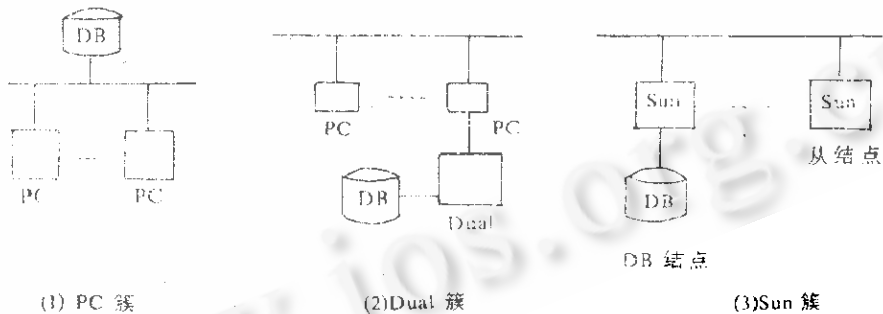 DB
PC
PC
(1) PC 簇
PC
PC
DB
Dual
(2)Dual 簇
Sun
Sun
从结点
DB
DB 结点
(3)Sun 簇